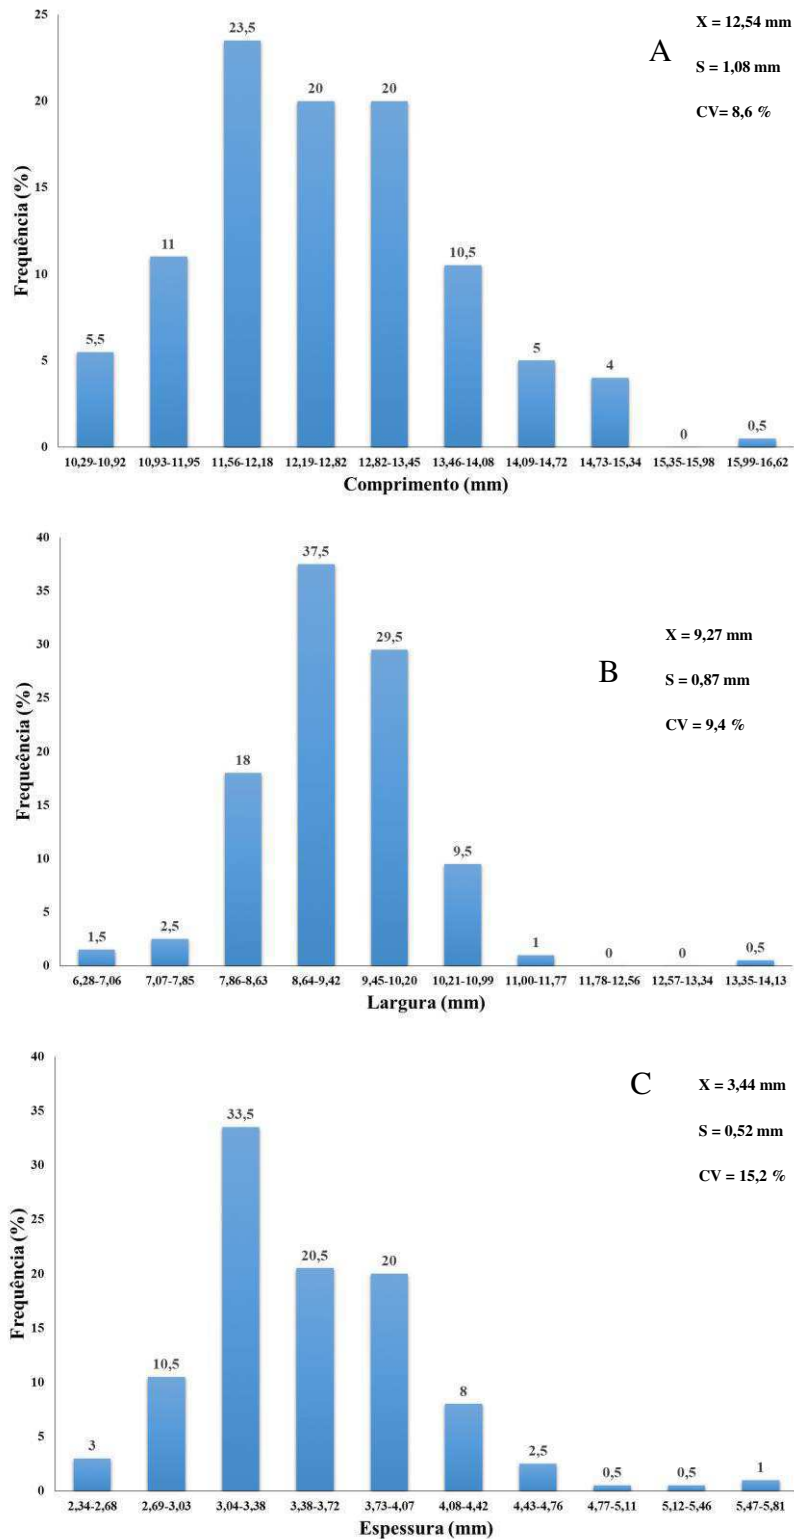 25
20
15
10
5
0
Frequência (%)
5,5
11
23,5
20
20
10,5
5
4
0
0,5
10,29-10,92 10,93-11,95 11,56-12,18 12,19-12,82 12,82-13,45 13,46-14,08 14,09-14,72 14,73-15,34 15,35-15,98 15,99-16,62
Comprimento (mm)
A
X = 12,54 mm
S = 1,08 mm
CV= 8,6 %
40
35
30
25
20
15
10
5
0
Frequeência (%)
1,5
2,5
18
37,5
29,5
9,5
1
0
0
0,5
6,28-7,06 7,07-7,85 7,86-8,63 8,64-9,42 9,45-10,20 10,21-10,99 11,00-11,77 11,78-12,56 12,57-13,34 13,35-14,13
Largura (mm)
B
X = 9,27 mm
S = 0,87 mm
CV = 9,4 %
40
35
30
25
20
15
10
5
0
Frequência (%)
3
10,5
33,5
20,5
20
8
2,5
0,5
0,5
1
2,34-2,68 2,69-3,03 3,04-3,38 3,38-3,72 3,73-4,07 4,08-4,42 4,43-4,76 4,77-5,11 5,12-5,46 5,47-5,81
Espessura (mm)
C
X = 3,44 mm
S = 0,52 mm
CV = 15,2 %